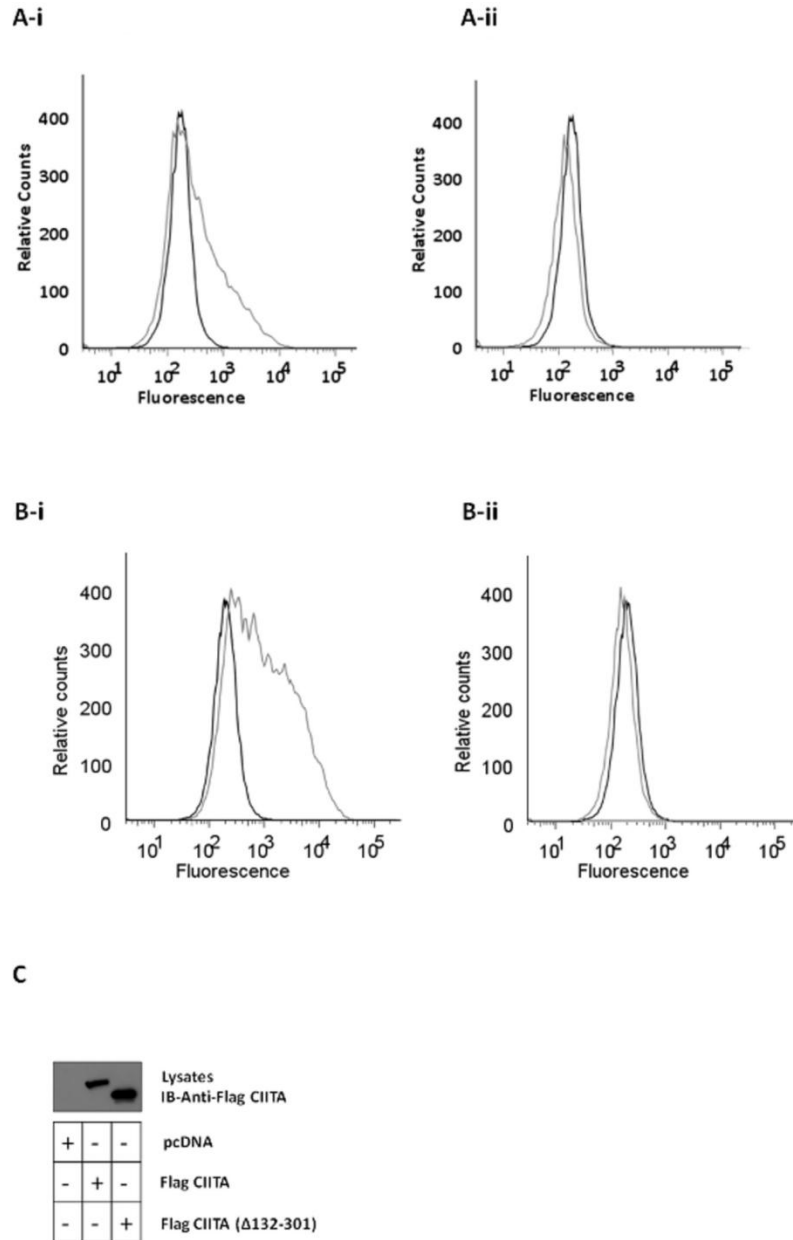 A-i
A-ii
Relative Counts
400
300
200
100
0
10¹ 10² 10³ 10⁴ 10⁵
Fluorescence
Relative Counts
400
300
200
100
0
10¹ 10² 10³ 10⁴ 10⁵
Fluorescence
B-i
B-ii
Relative counts
400
300
200
100
0
10¹ 10² 10³ 10⁴ 10⁵
Fluorescence
Relative counts
400
300
200
100
0
10¹ 10² 10³ 10⁴ 10⁵
Fluorescence
C
Lysates
IB-Anti-Flag CIITA
+ - - pcDNA
- + - Flag CIITA
- - + Flag CIITA (Δ132-301)